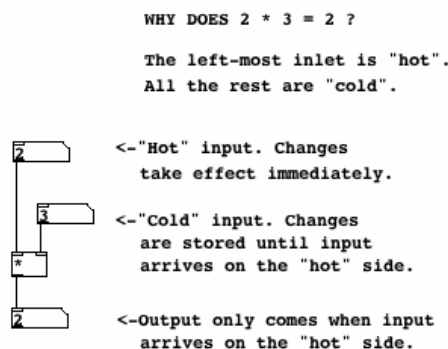 WHY DOES 2 * 3 = 2 ?
The left-most inlet is "hot".
All the rest are "cold".
2
<-"Hot" input. Changes
take effect immediately.
3
<-"Cold" input. Changes
are stored until input
arrives on the "hot" side.
*
2
<-Output only comes when input
arrives on the "hot" side.